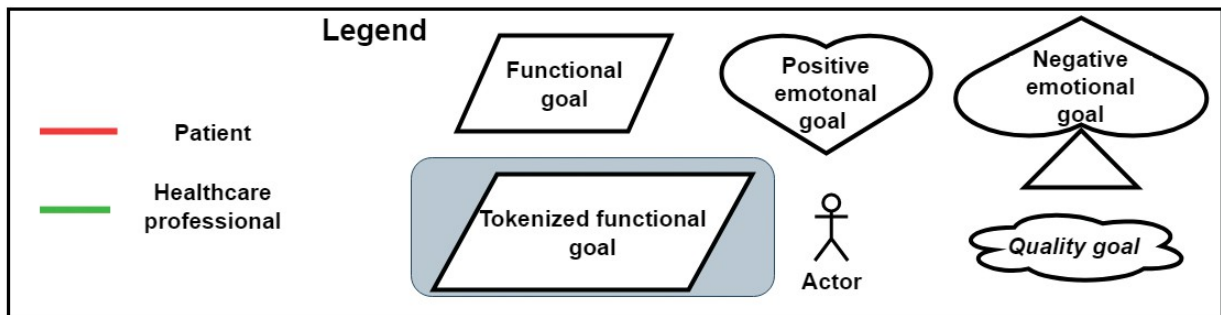 Legend
Functional
goal
Positive
emotonal
goal
Negative
emotional
goal
Patient
Healthcare
professional
Tokenized functional
goal
Actor
Quality goal